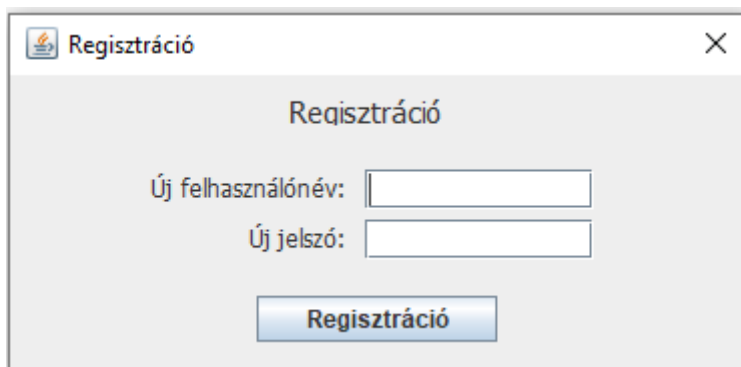 Regisztráció
Regisztráció
Új felhasználónév:
Új jelszó:
Regisztráció